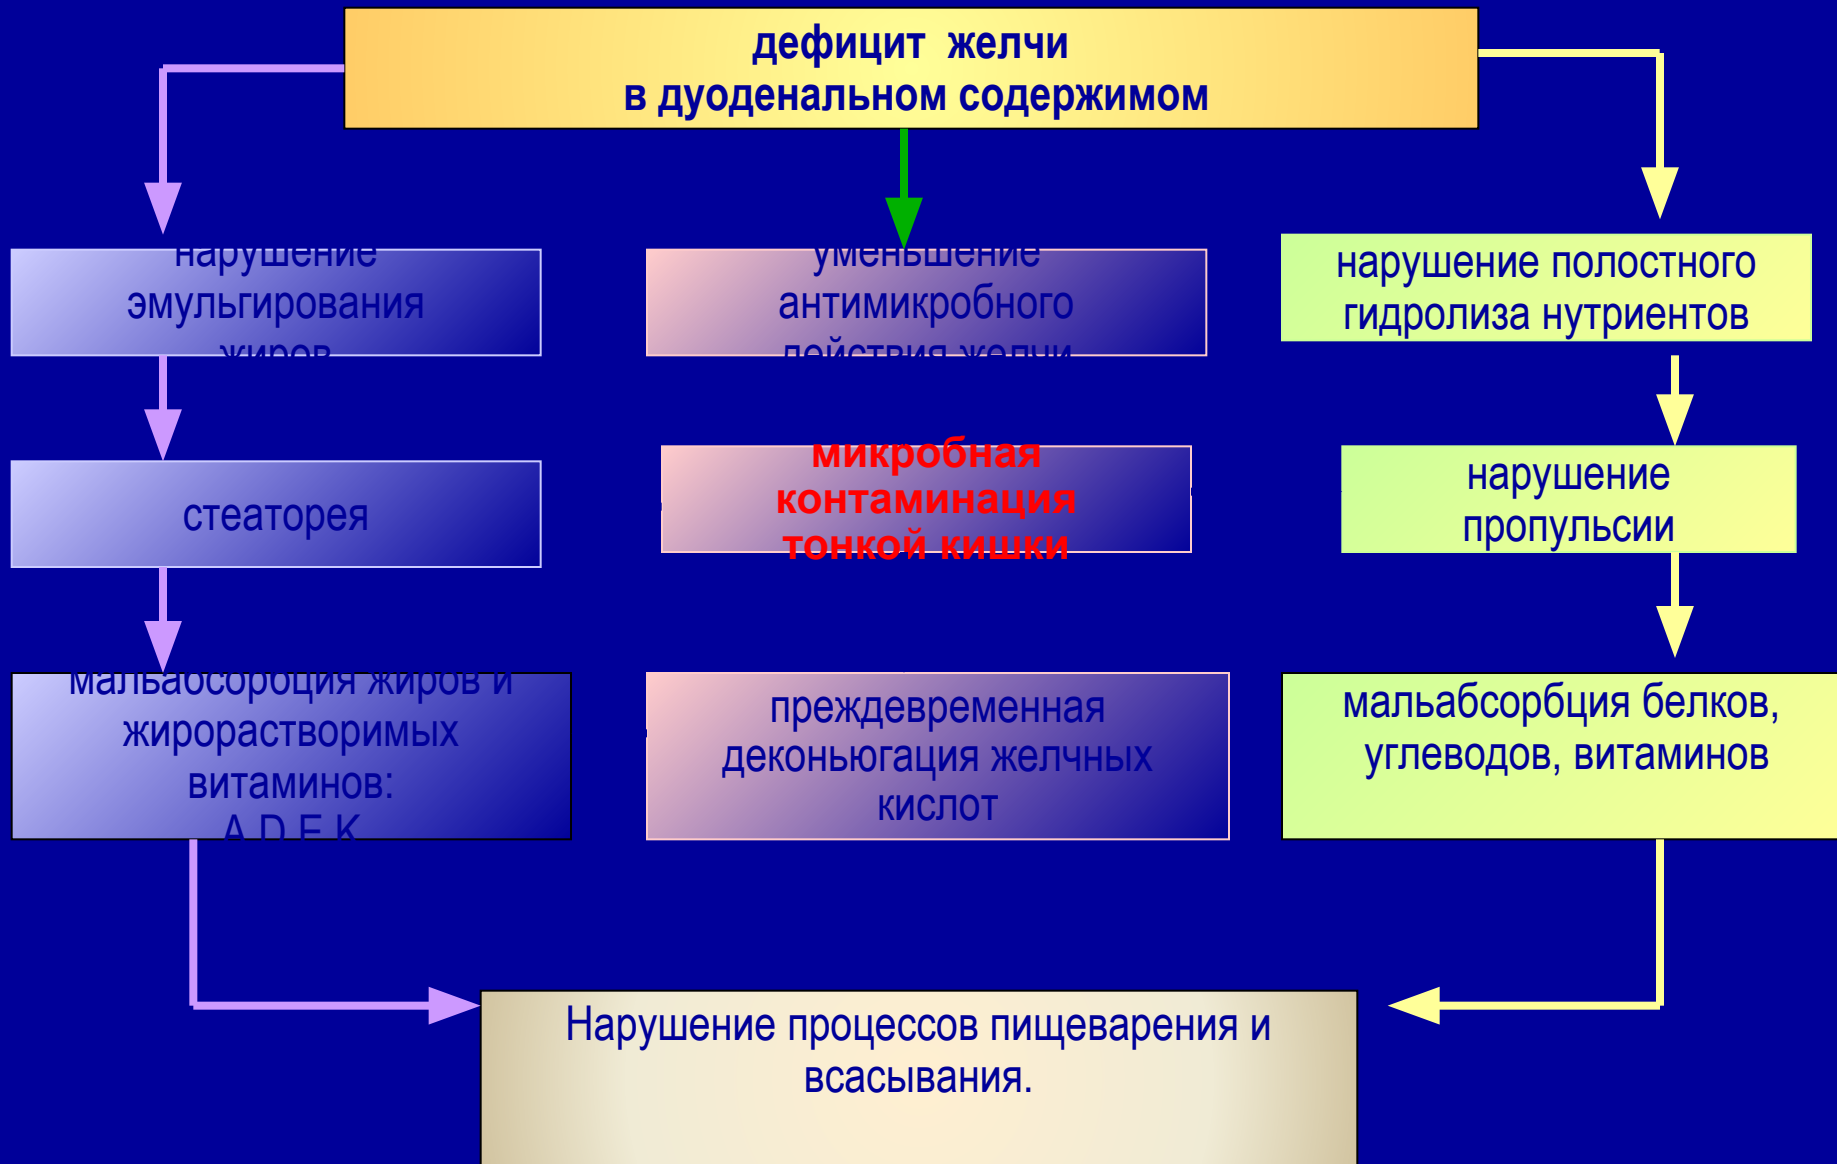 дефицит желчи
в дуоденальном содержимом
нарушение
эмульгирования
жиров
уменьшение
антимикробного
действия желчи
нарушение полостного
гидролиза нутриентов
стеаторея
микробная
контаминация
тонкой кишки
нарушение
пропульсии
мальабсорбция жиров и
жирорастворимых
витаминов:
A,D,E,K
преждевременная
деконьюгация желчных
кислот
мальабсорбция белков,
углеводов, витаминов
Нарушение процессов пищеварения и
всасывания.